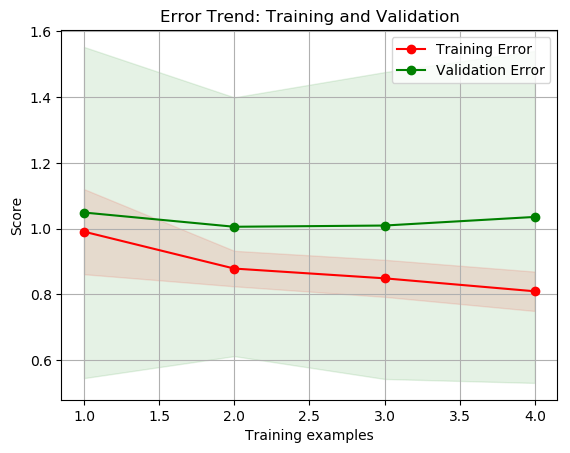 Error Trend: Training and Validation
Training Error
Validation Error
Score
1.6
1.4
1.2
1.0
0.8
0.6
1.0 1.5 2.0 2.5 3.0 3.5 4.0
Training examples